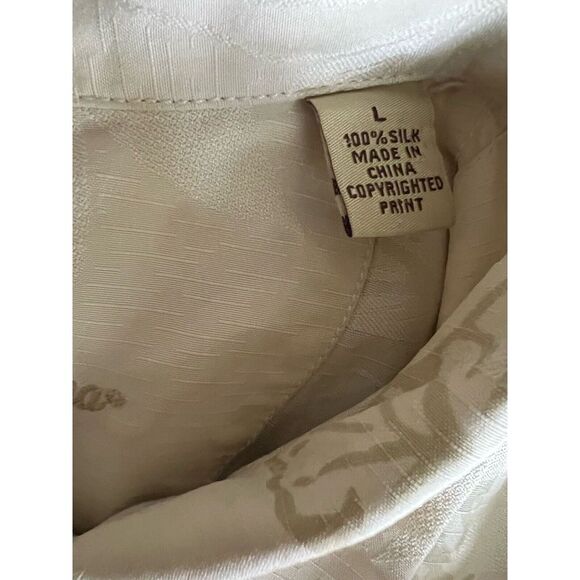 L
100% SILK
MADE IN
CHINA
COPYRIGHTED
PRINT